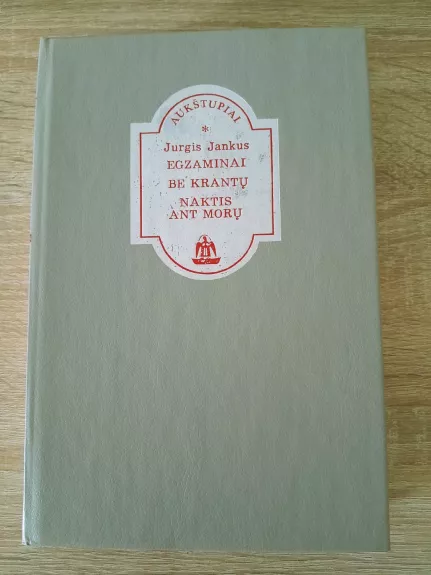 AUKŠTUPIAI
*
Jurgis Jankus
EGZAMINAI
BE KRANTŲ
NAKTIS
ANT MORŲ